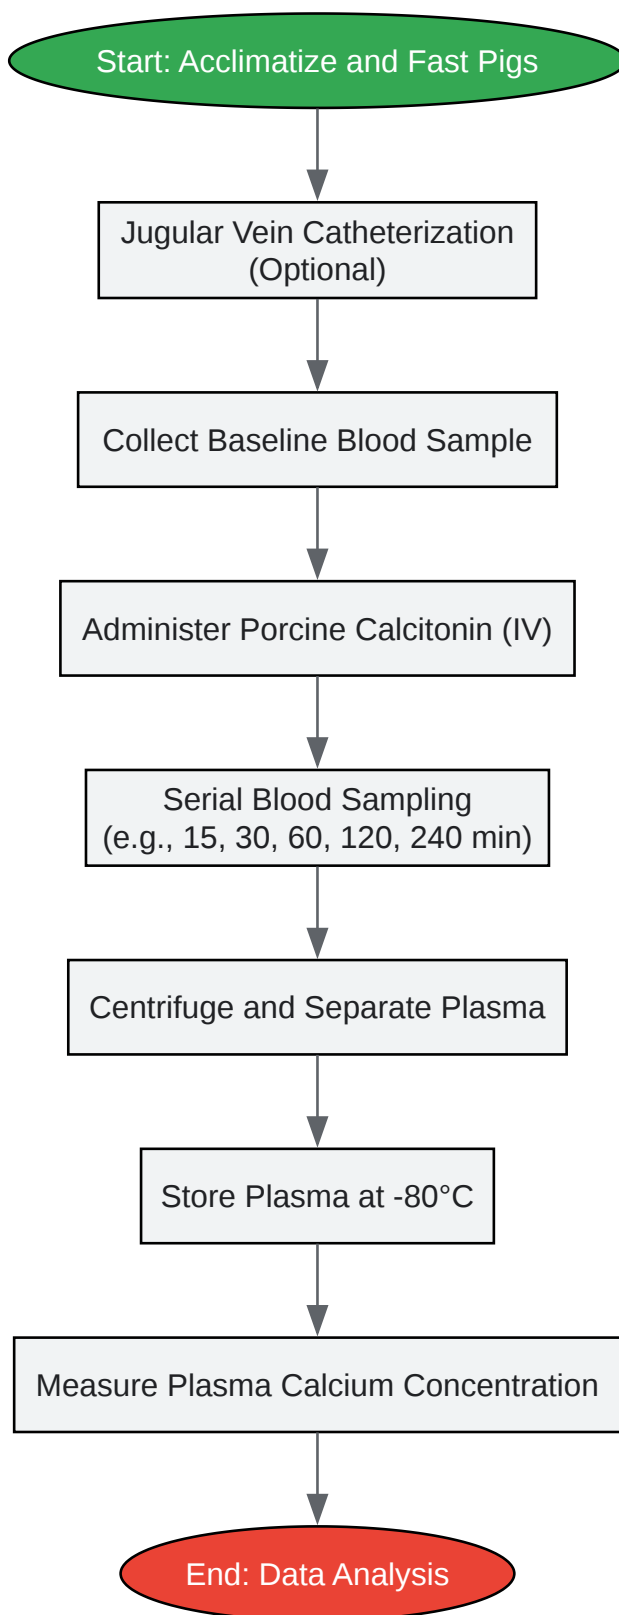 Start: Acclimatize and Fast Pigs
Jugular Vein Catheterization
(Optional)
Collect Baseline Blood Sample
Administer Porcine Calcitonin (IV)
Serial Blood Sampling
(e.g., 15, 30, 60, 120, 240 min)
Centrifuge and Separate Plasma
Store Plasma at -80°C
Measure Plasma Calcium Concentration
End: Data Analysis